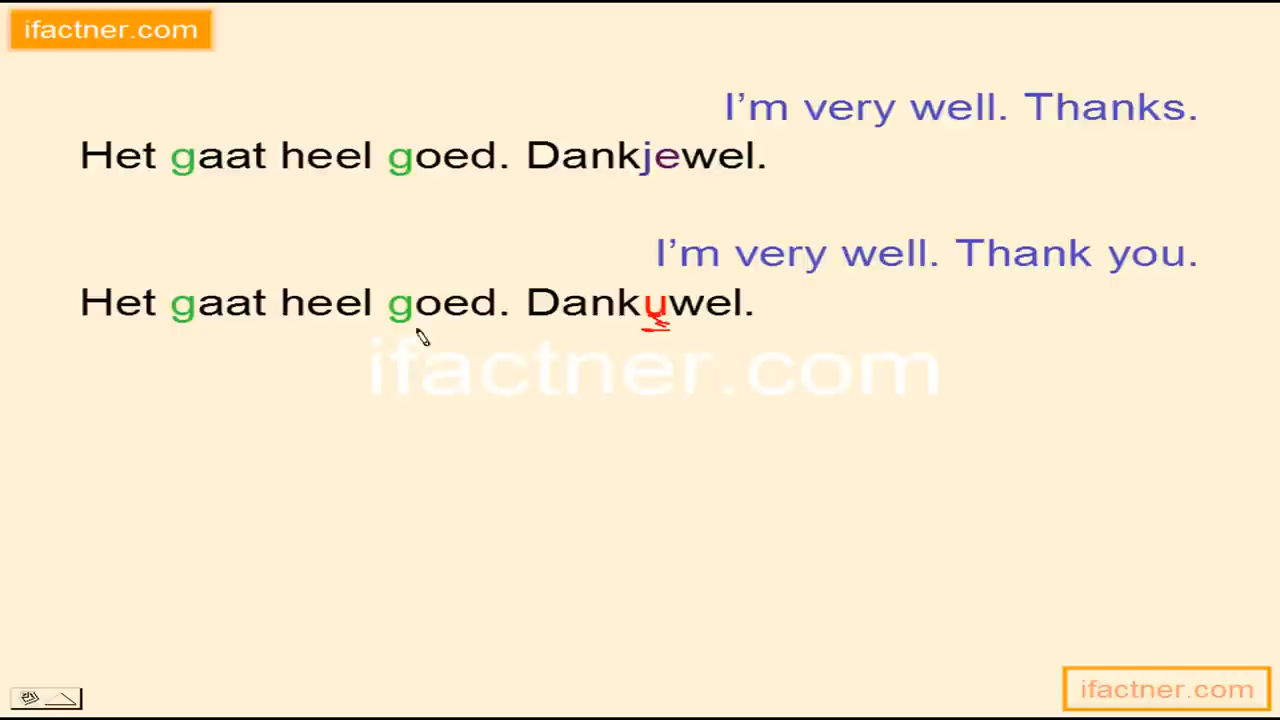 ifactner.com
I'm very well. Thanks.
Het gaat heel goed. Dankjewel.
I'm very well. Thank you.
Het gaat heel goed. Dankuwel.
ifactner.com
ifactner.com